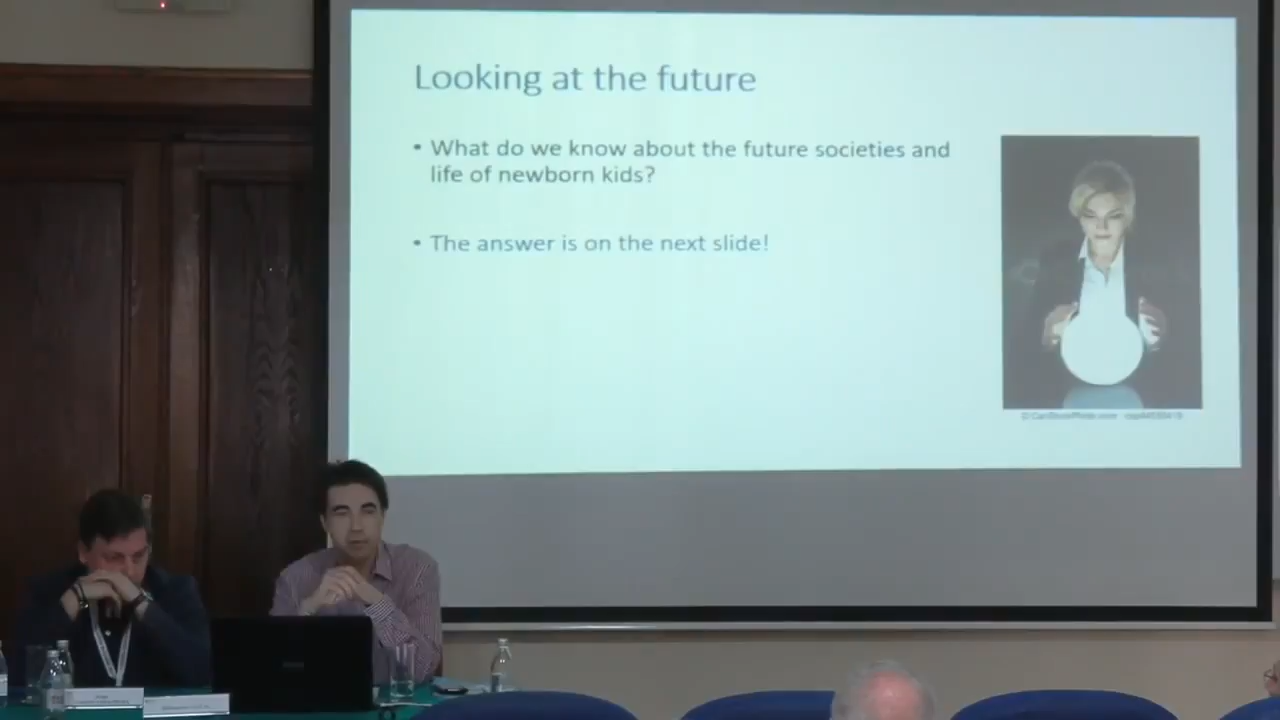 Looking at the future
• What do we know about the future societies and
life of newborn kids?
• The answer is on the next slide!